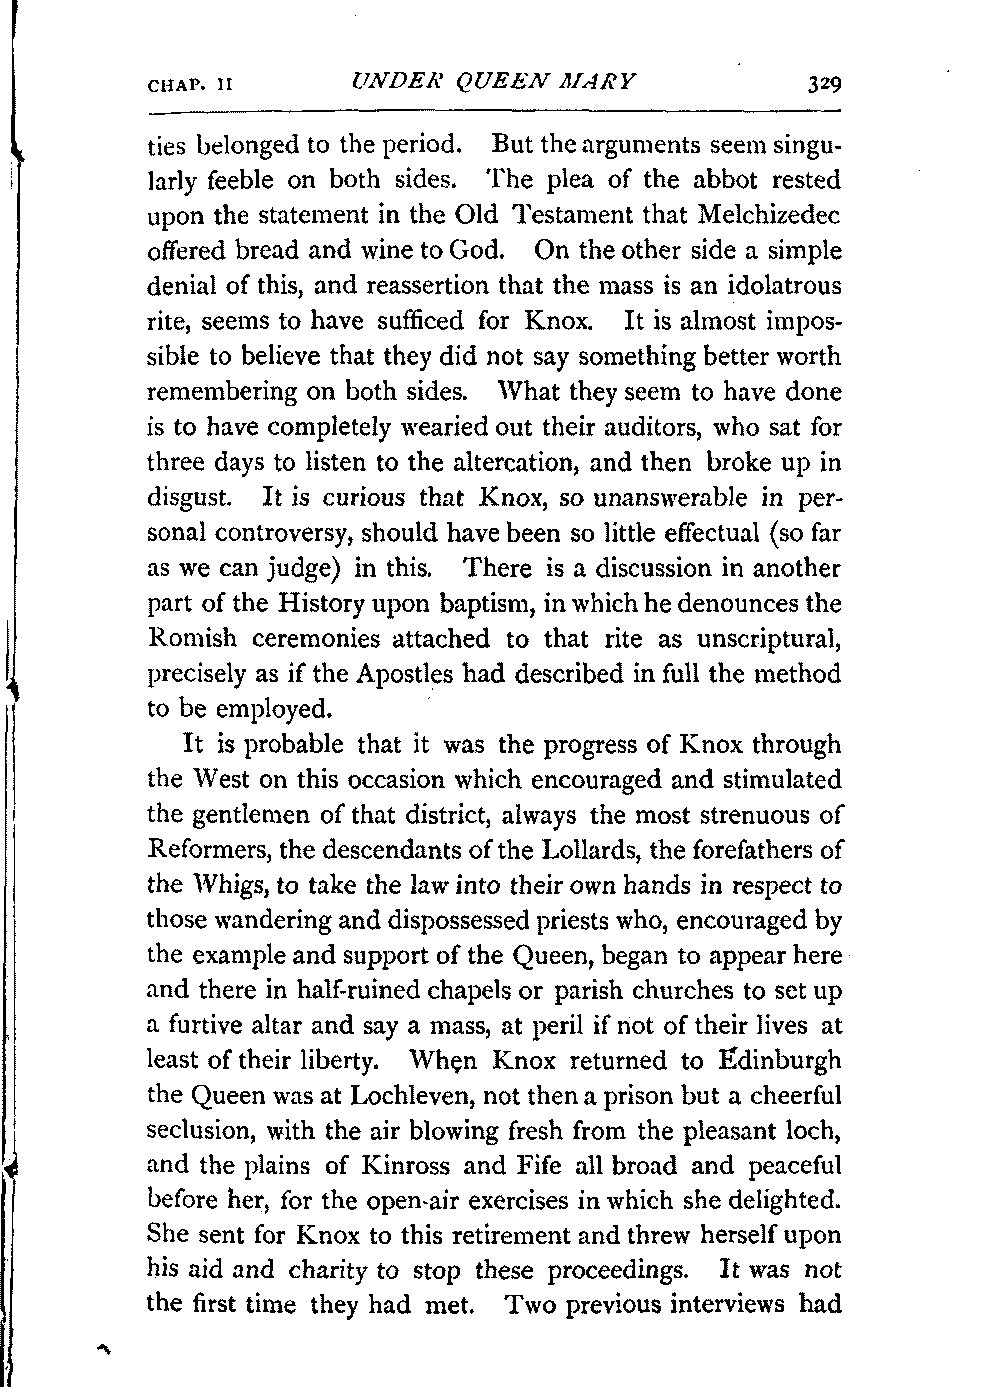 CHAP. II UNDER QUEEN MARY 329
ties belonged to the period. But the arguments seem singu-
larly feeble on both sides. The plea of the abbot rested
upon the statement in the Old Testament that Melchizedec
offered bread and wine to God. On the other side a simple
denial of this, and reassertion that the mass is an idolatrous
rite, seems to have sufficed for Knox. It is almost impos-
sible to believe that they did not say something better worth
remembering on both sides. What they seem to have done
is to have completely wearied out their auditors, who sat for
three days to listen to the altercation, and then broke up in
disgust. It is curious that Knox, so unanswerable in per-
sonal controversy, should have been so little effectual (so far
as we can judge) in this. There is a discussion in another
part of the History upon baptism, in which he denounces the
Romish ceremonies attached to that rite as unscriptural,
precisely as if the Apostles had described in full the method
to be employed.
It is probable that it was the progress of Knox through
the West on this occasion which encouraged and stimulated
the gentlemen of that district, always the most strenuous of
Reformers, the descendants of the Lollards, the forefathers of
the Whigs, to take the law into their own hands in respect to
those wandering and dispossessed priests who, encouraged by
the example and support of the Queen, began to appear here
and there in half-ruined chapels or parish churches to set up
a furtive altar and say a mass, at peril if not of their lives at
least of their liberty. When Knox returned to Edinburgh
the Queen was at Lochleven, not then a prison but a cheerful
seclusion, with the air blowing fresh from the pleasant loch,
and the plains of Kinross and Fife all broad and peaceful
before her, for the open-air exercises in which she delighted.
She sent for Knox to this retirement and threw herself upon
his aid and charity to stop these proceedings. It was not
the first time they had met. Two previous interviews had